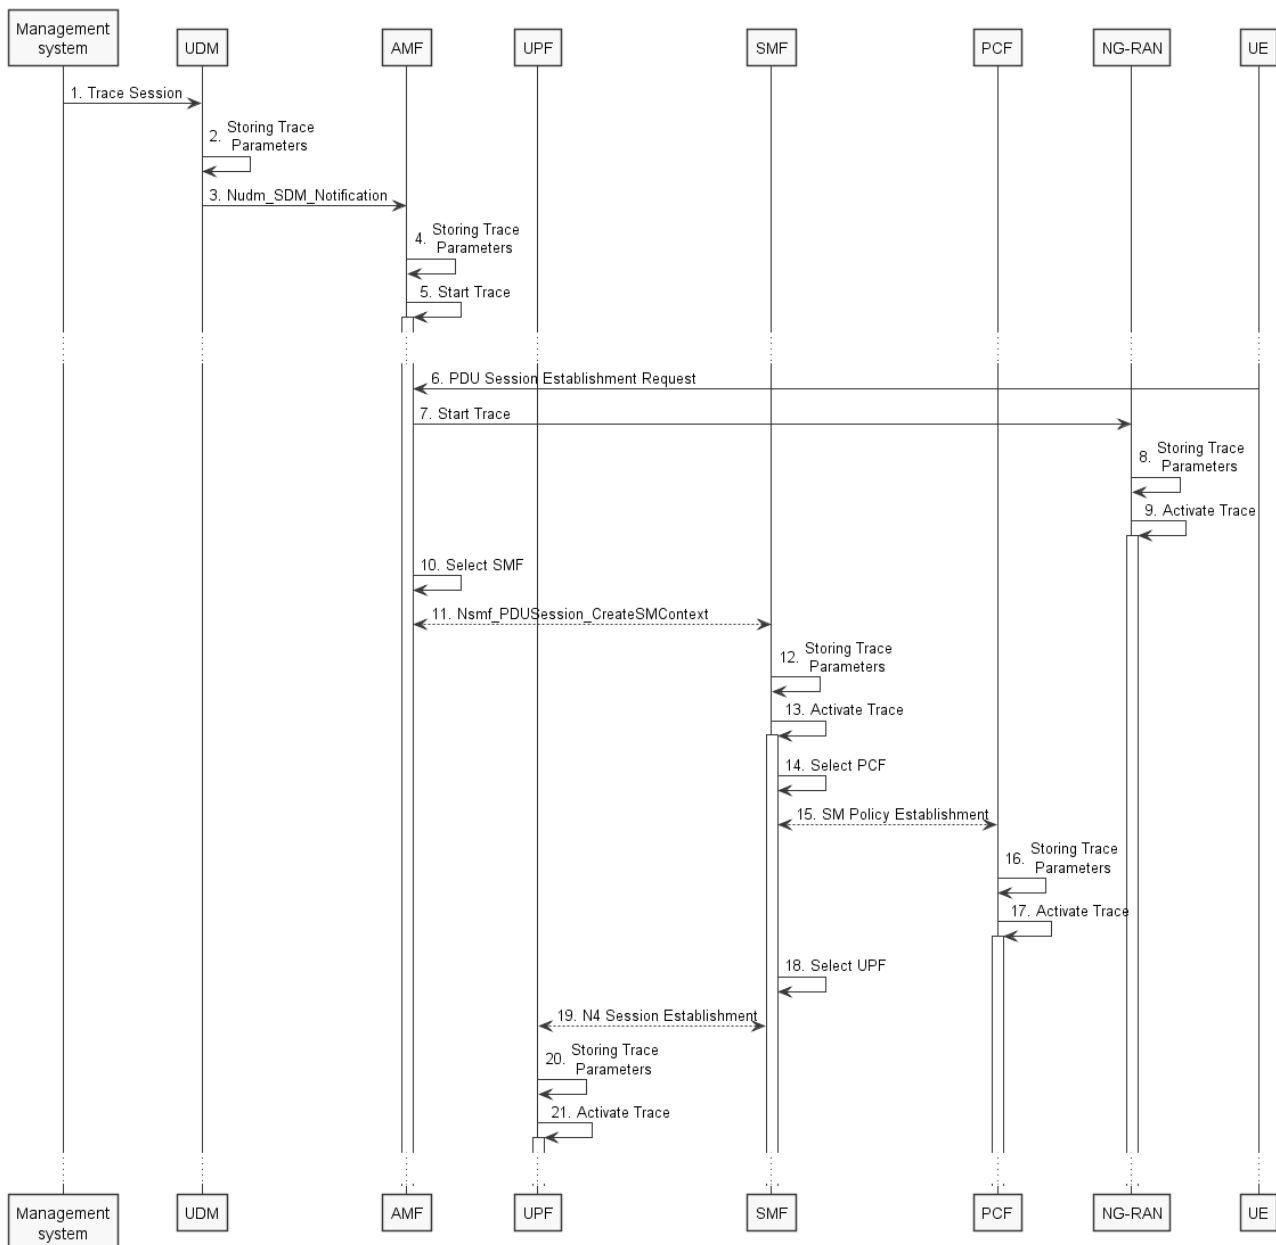 Management
system
UDM
AMF
UPF
SMF
PCF
NG-RAN
UE
1. Trace Session
2. Storing Trace
Parameters
3. Nudm_SDM_Notification
4. Storing Trace
Parameters
5. Start Trace
6. PDU Session Establishment Request
7. Start Trace
8. Storing Trace
Parameters
9. Activate Trace
10. Select SMF
11. Nsmf_PDUSession_CreateSMContext
12. Storing Trace
Parameters
13. Activate Trace
14. Select PCF
15. SM Policy Establishment
16. Storing Trace
Parameters
17. Activate Trace
18. Select UPF
19. N4 Session Establishment
20. Storing Trace
Parameters
21. Activate Trace
Management
system
UDM
AMF
UPF
SMF
PCF
NG-RAN
UE